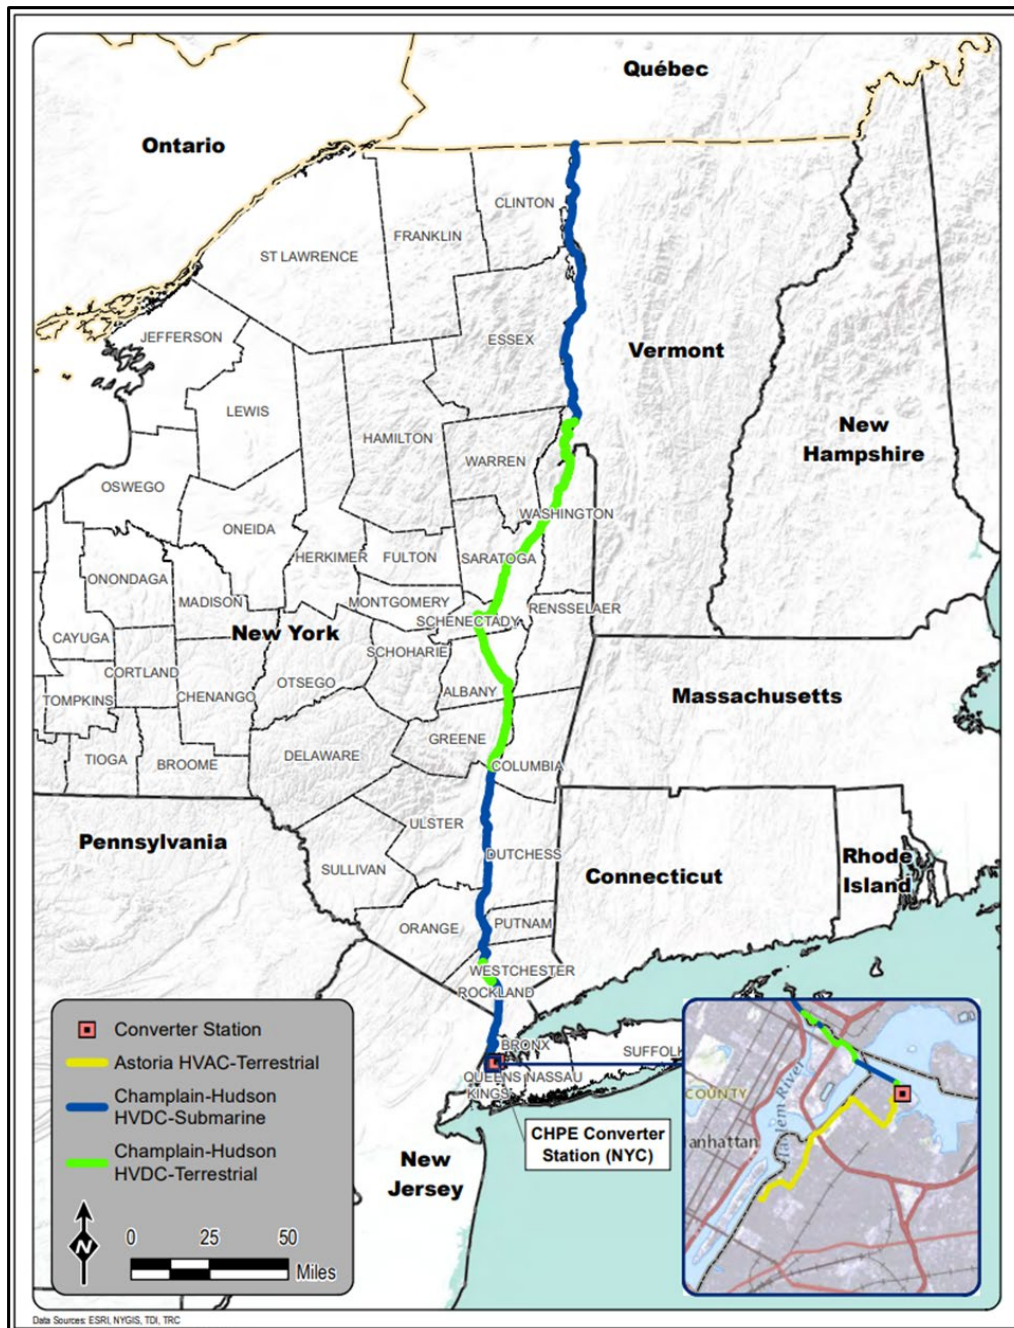 Québec
Ontario
CLINTON
FRANKLIN
ST LAWRENCE
JEFFERSON
ESSEX
Vermont
LEWIS
HAMILTON
New
Hampshire
WARREN
OSWEGO
WASHINGTON
ONEIDA
HERKIMER
FULTON
SARATOGA
ONONDAGA
MADISON
MONTGOMERY
RENSSELAER
SCHENECTADY
CAYUGA
New York
SCHOHARIE
CORTLAND
OTSEGO
ALBANY
TOMPKINS
CHENANGO
Massachusetts
GREENE
TIOGA
BROOME
DELAWARE
COLUMBIA
Pennsylvania
ULSTER
DUTCHESS
Rhode
Island
SULLIVAN
Connecticut
ORANGE
PUTNAM
WESTCHESTER
ROCKLAND
BRONX
SUFFOLK
QUEENS
NASSAU
KINGS
CHPE Converter
Station (NYC)
New
Jersey
Converter Station
Astoria HVAC-Terrestrial
Champlain-Hudson
HVDC-Submarine
Champlain-Hudson
HVDC-Terrestrial
N
0 25 50
Miles
COUNTY
Harlem River
anhattan
Data Sources: ESRI, NYGIS, TDI, TRC